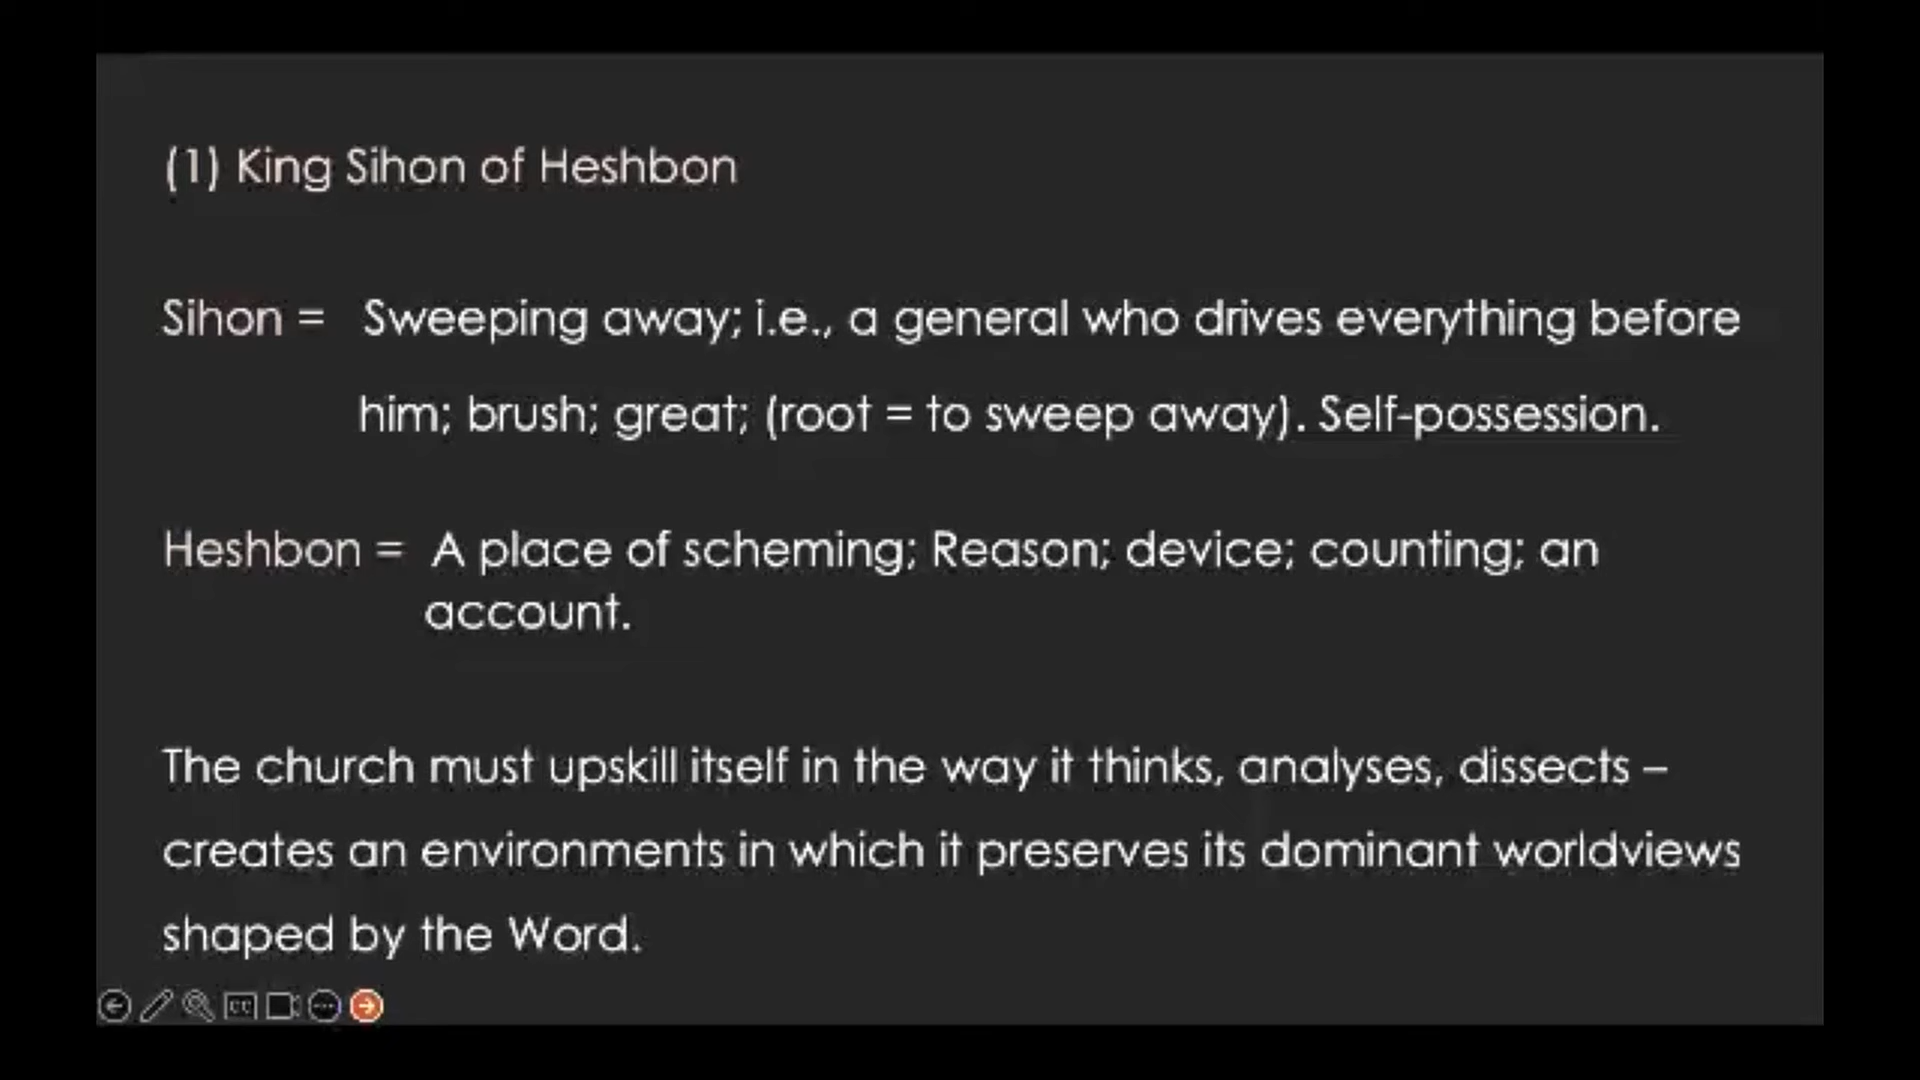 (1) King Sihon of Heshbon
Sihon = Sweeping away; i.e., a general who drives everything before
him; brush; great; (root = to sweep away). Self-possession.
Heshbon = A place of scheming; Reason; device; counting; an
account.
The church must upskill itself in the way it thinks, analyses, dissects –
creates an environments in which it preserves its dominant worldviews
shaped by the Word.
CC